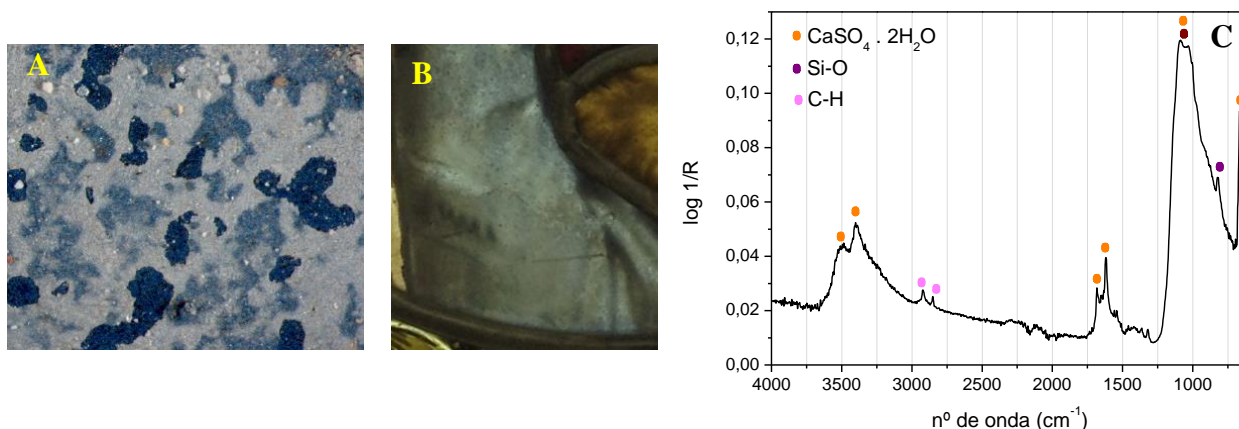 A
B
C
CaSO₄ . 2H₂O
Si-O
C-H
log 1/R
0,12
0,10
0,08
0,06
0,04
0,02
0,00
4000 3500 3000 2500 2000 1500 1000
nº de onda (cm⁻¹)